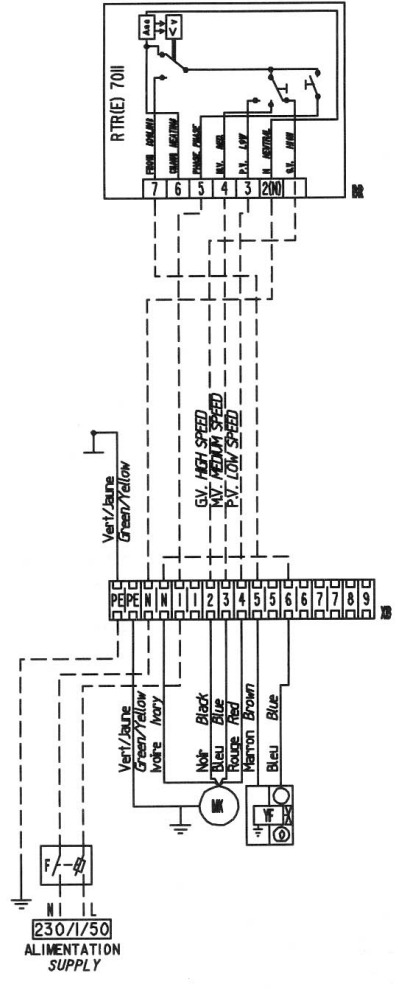 RTR(E) 7011
FROID COOLING
CHAUD HEATING
PHASE PHASE
M.V. MED.
P.V. LOW
N NEUTRAL
G.V. HIGH
7 6 5 4 3 200 1
BR
G.V. HIGH SPEED
M.V. MEDIUM SPEED
P.V. LOW SPEED
Vert/Jaune
Green/Yellow
PE PE N N 1 1 2 3 4 5 5 6 6 7 7 8 9
XB
Vert/Jaune
Green/Yellow
Ivoire Ivory
Noir Black
Bleu Blue
Rouge Red
Marron Brown
Bleu Blue
MK
F
N L
230/1/50
ALIMENTATION
SUPPLY